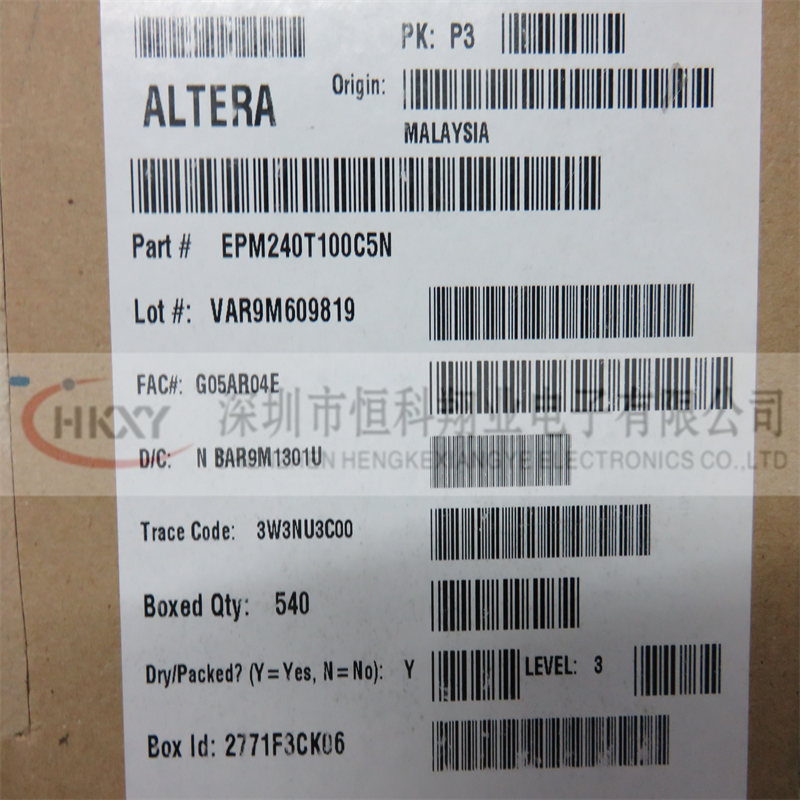 PK: P3
ALTERA
Origin:
MALAYSIA
Part # EPM240T100C5N
Lot #: VAR9M609819
FAC#: G05AR04E
HKXY 深圳市恒科翔业电子有限公司
D/C: N BAR9M1301U
SHENZHEN HENGKEXIANGYE ELECTRONICS CO.,LTD
Trace Code: 3W3NU3C00
Boxed Qty: 540
Dry/Packed? (Y=Yes, N=No): Y LEVEL: 3
Box Id: 2771F3CK06